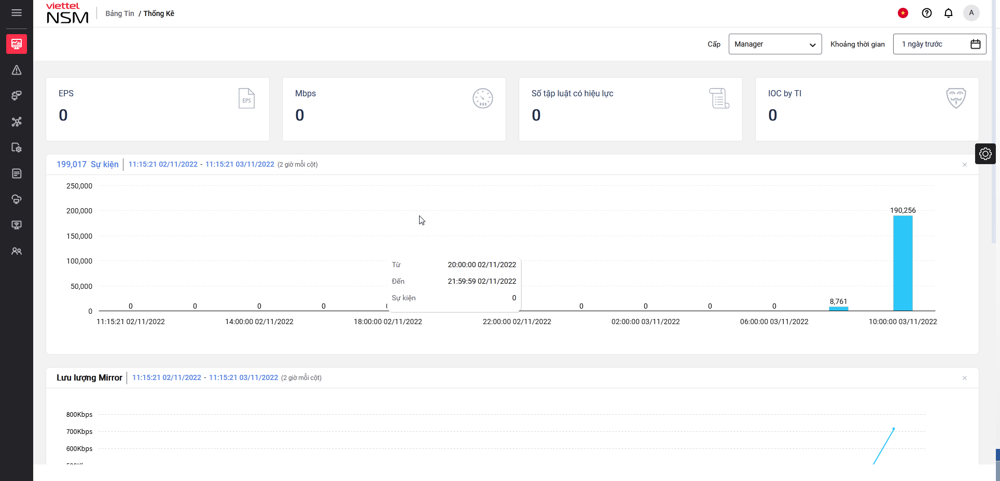 viettel
NSM
Bảng Tin / Thống Kê
A
Cấp
Manager
Khoảng thời gian
1 ngày trước
EPS
EPS
0
Mbps
0
Số tập luật có hiệu lực
0
IOC by TI
0
199,017 Sự kiện
11:15:21 02/11/2022 - 11:15:21 03/11/2022 (2 giờ mỗi cột)
250,000
200,000
150,000
100,000
50,000
0
190,256
8,761
Từ 20:00:00 02/11/2022
Đến 21:59:59 02/11/2022
Sự kiện 0
0 0 0 0 0 0 0 0
11:15:21 02/11/2022 14:00:00 02/11/2022 18:00:00 02/11/2022 22:00:00 02/11/2022 02:00:00 03/11/2022 06:00:00 03/11/2022 10:00:00 03/11/2022
Lưu lượng Mirror
11:15:21 02/11/2022 - 11:15:21 03/11/2022 (2 giờ mỗi cột)
800Kbps
700Kbps
600Kbps